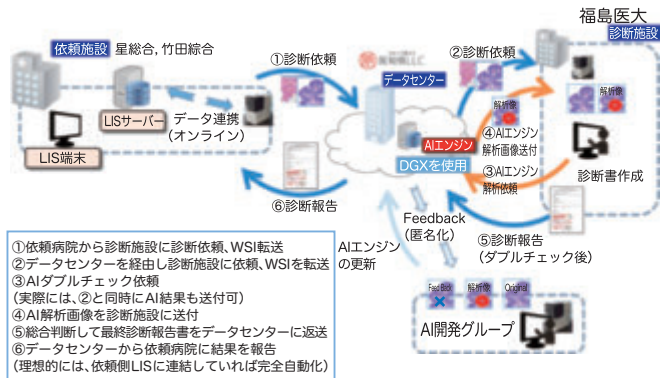 福島医大
依頼施設 星総合, 竹田綜合
診断施設
①診断依頼
②診断依頼
データセンター
LISサーバー
データ連携
(オンライン)
LIS端末
AIエンジン
DGXを使用
解析像
解析像
④AIエンジン
解析画像送付
③AIエンジン
解析依頼
診断書作成
⑥診断報告
Feedback
(匿名化)
⑤診断報告
(ダブルチェック後)
AIエンジン
の更新
Feed Back
解析像
Original
AI開発グループ
①依頼病院から診断施設に診断依頼、WSI転送
②データセンターを経由し診断施設に依頼、WSIを転送
③AIダブルチェック依頼
(実際には、②と同時にAI結果も送付可)
④AI解析画像を診断施設に送付
⑤総合判断して最終診断報告書をデータセンターに返送
⑥データセンターから依頼病院に結果を報告
(理想的には、依頼側LISに連結していれば完全自動化)